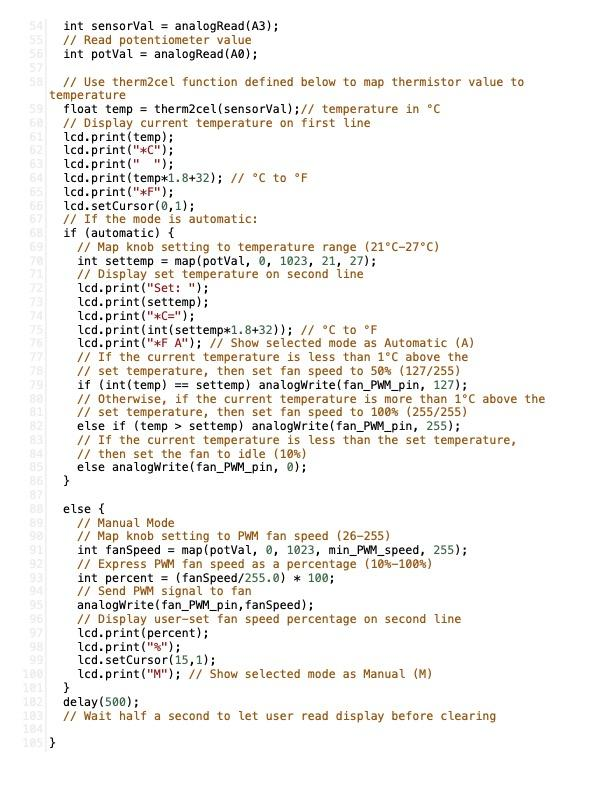 54 int sensorVal = analogRead(A3);
55 // Read potentiometer value
56 int potVal = analogRead(A0);
57
58 // Use therm2cel function defined below to map thermistor value to
temperature
59 float temp = therm2cel(sensorVal);// temperature in °C
60 // Display current temperature on first line
61 lcd.print(temp);
62 lcd.print("*C");
63 lcd.print("  ");
64 lcd.print(temp*1.8+32); // °C to °F
65 lcd.print("*F");
66 lcd.setCursor(0,1);
67 // If the mode is automatic:
68 if (automatic) {
69 // Map knob setting to temperature range (21°C-27°C)
70 int settemp = map(potVal, 0, 1023, 21, 27);
71 // Display set temperature on second line
72 lcd.print("Set: ");
73 lcd.print(settemp);
74 lcd.print("*C=");
75 lcd.print(int(settemp*1.8+32)); // °C to °F
76 lcd.print("*F A"); // Show selected mode as Automatic (A)
77 // If the current temperature is less than 1°C above the
78 // set temperature, then set fan speed to 50% (127/255)
79 if (int(temp) == settemp) analogWrite(fan_PWM_pin, 127);
80 // Otherwise, if the current temperature is more than 1°C above the
81 // set temperature, then set fan speed to 100% (255/255)
82 else if (temp > settemp) analogWrite(fan_PWM_pin, 255);
83 // If the current temperature is less than the set temperature,
84 // then set the fan to idle (10%)
85 else analogWrite(fan_PWM_pin, 0);
86 }
87
88 else {
89 // Manual Mode
90 // Map knob setting to PWM fan speed (26-255)
91 int fanSpeed = map(potVal, 0, 1023, min_PWM_speed, 255);
92 // Express PWM fan speed as a percentage (10%-100%)
93 int percent = (fanSpeed/255.0) * 100;
94 // Send PWM signal to fan
95 analogWrite(fan_PWM_pin,fanSpeed);
96 // Display user-set fan speed percentage on second line
97 lcd.print(percent);
98 lcd.print("%");
99 lcd.setCursor(15,1);
100 lcd.print("M"); // Show selected mode as Manual (M)
101 }
102 delay(500);
103 // Wait half a second to let user read display before clearing
104
105 }